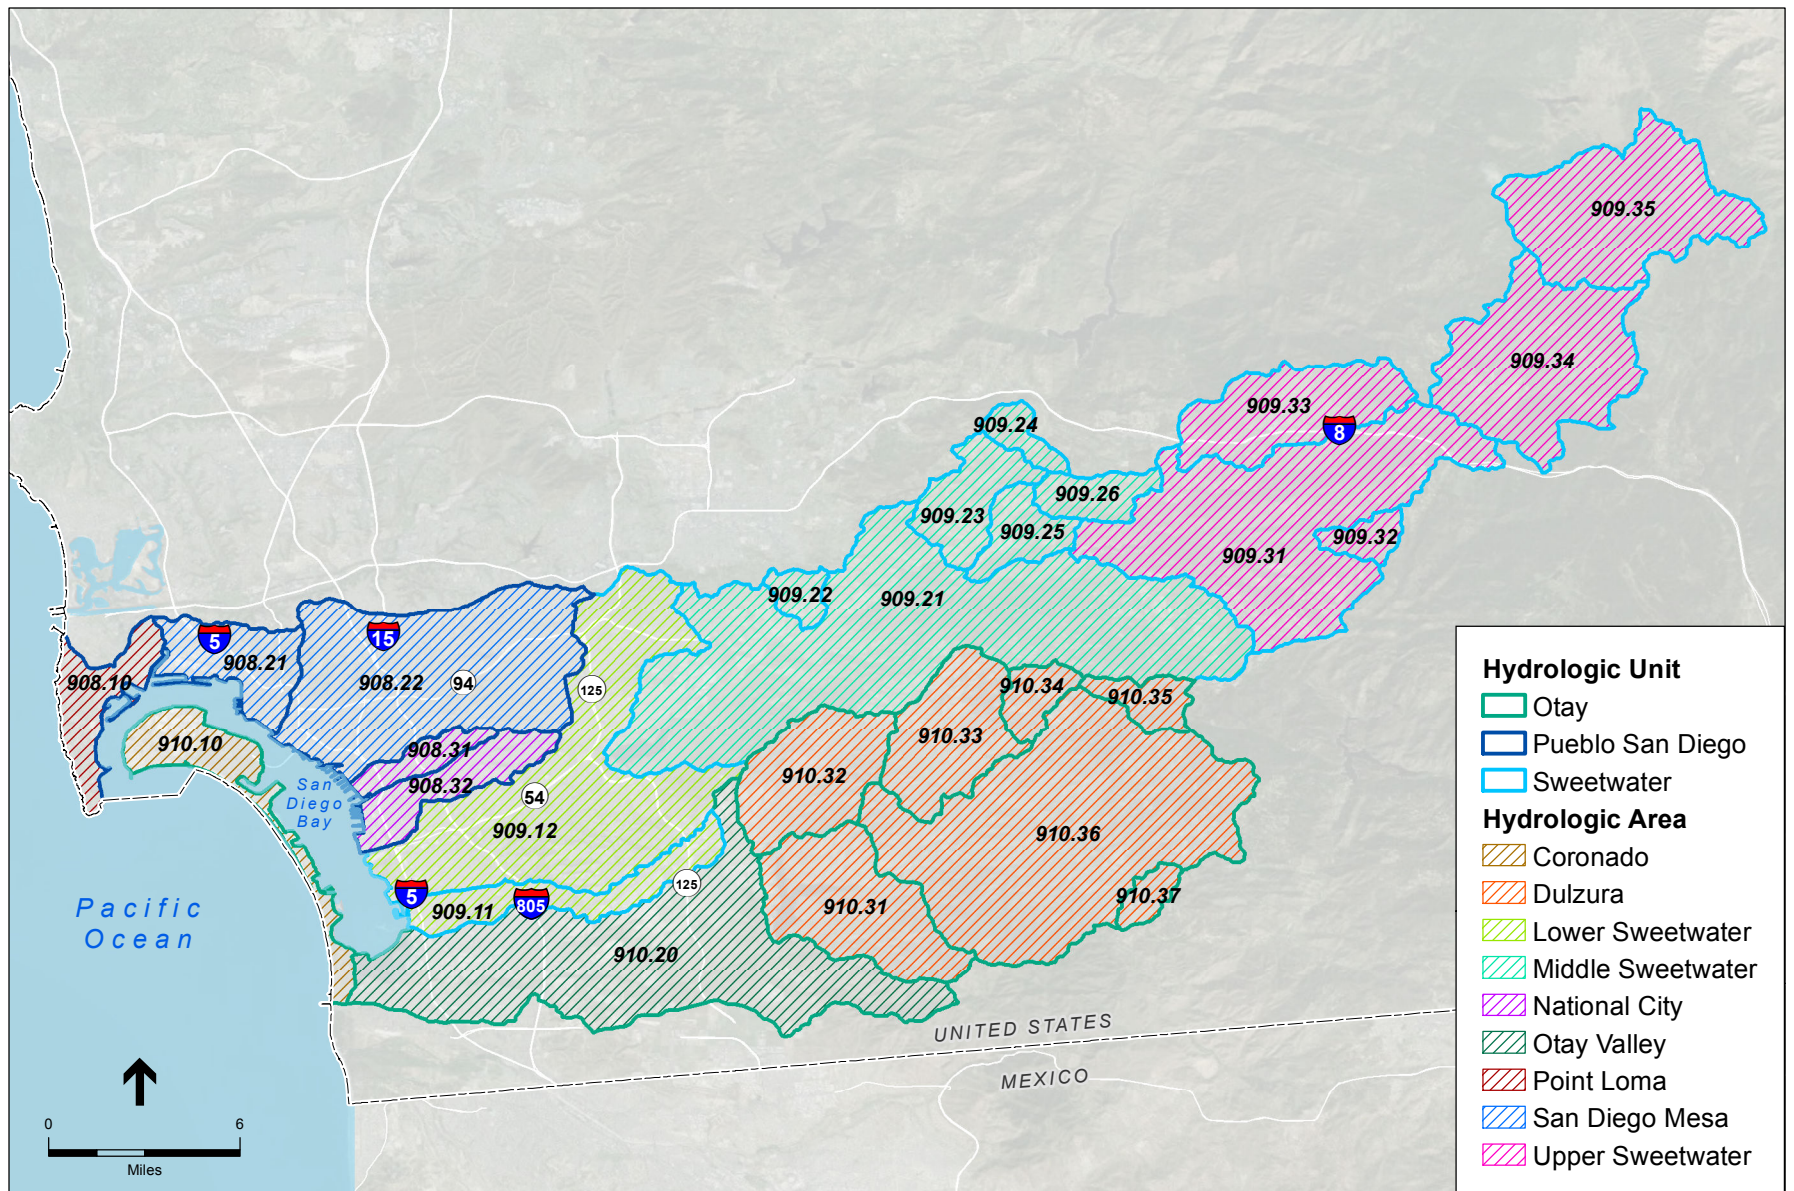 909.35
909.34
909.33
8
909.24
909.26
909.23
909.25
909.32
909.31
909.22
909.21
5
15
908.21
908.22
94
125
908.10
910.34
910.35
910.10
908.31
910.33
910.32
908.32
San
Diego
Bay
54
909.12
910.36
125
5
805
909.11
910.31
910.37
910.20
Pacific
Ocean
UNITED STATES
MEXICO
0 6
Miles
Hydrologic Unit
Otay
Pueblo San Diego
Sweetwater
Hydrologic Area
Coronado
Dulzura
Lower Sweetwater
Middle Sweetwater
National City
Otay Valley
Point Loma
San Diego Mesa
Upper Sweetwater